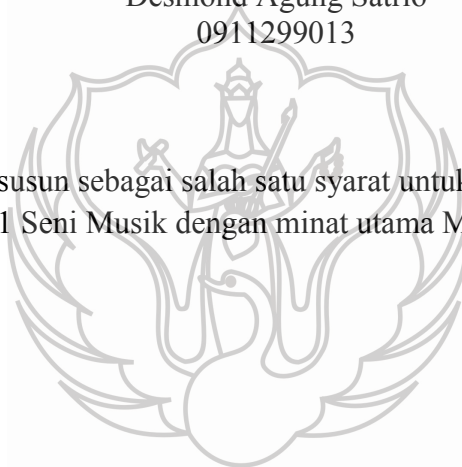 Desmond Agung Satrio
0911299013
susun sebagai salah satu syarat untuk
1 Seni Musik dengan minat utama M